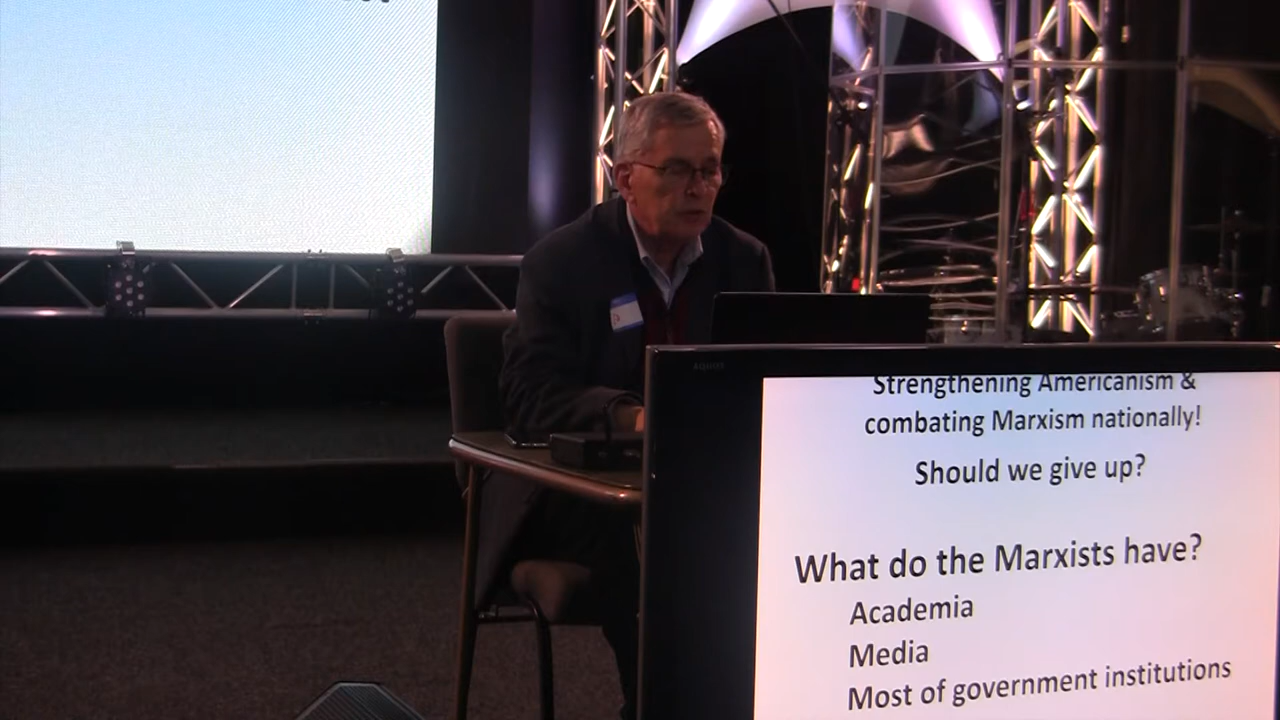 Strengthening Americanism &
combating Marxism nationally!
Should we give up?
What do the Marxists have?
Academia
Media
Most of government institutions